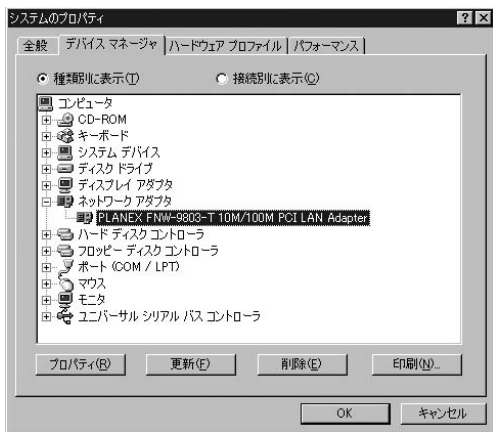 システムのプロパティ
全般 デバイス マネージャ ハードウェア プロファイル パフォーマンス
種類別に表示(T) 接続別に表示(C)
コンピュータ
CD-ROM
キーボード
システム デバイス
ディスク ドライブ
ディスプレイ アダプタ
ネットワーク アダプタ
PLANEX FNW-9803-T 10M/100M PCI LAN Adapter
ハード ディスク コントローラ
フロッピー ディスク コントローラ
ポート (COM / LPT)
マウス
モニタ
ユニバーサル シリアル バス コントローラ
プロパティ(R) 更新(F) 削除(E) 印刷(N)...
OK キャンセル